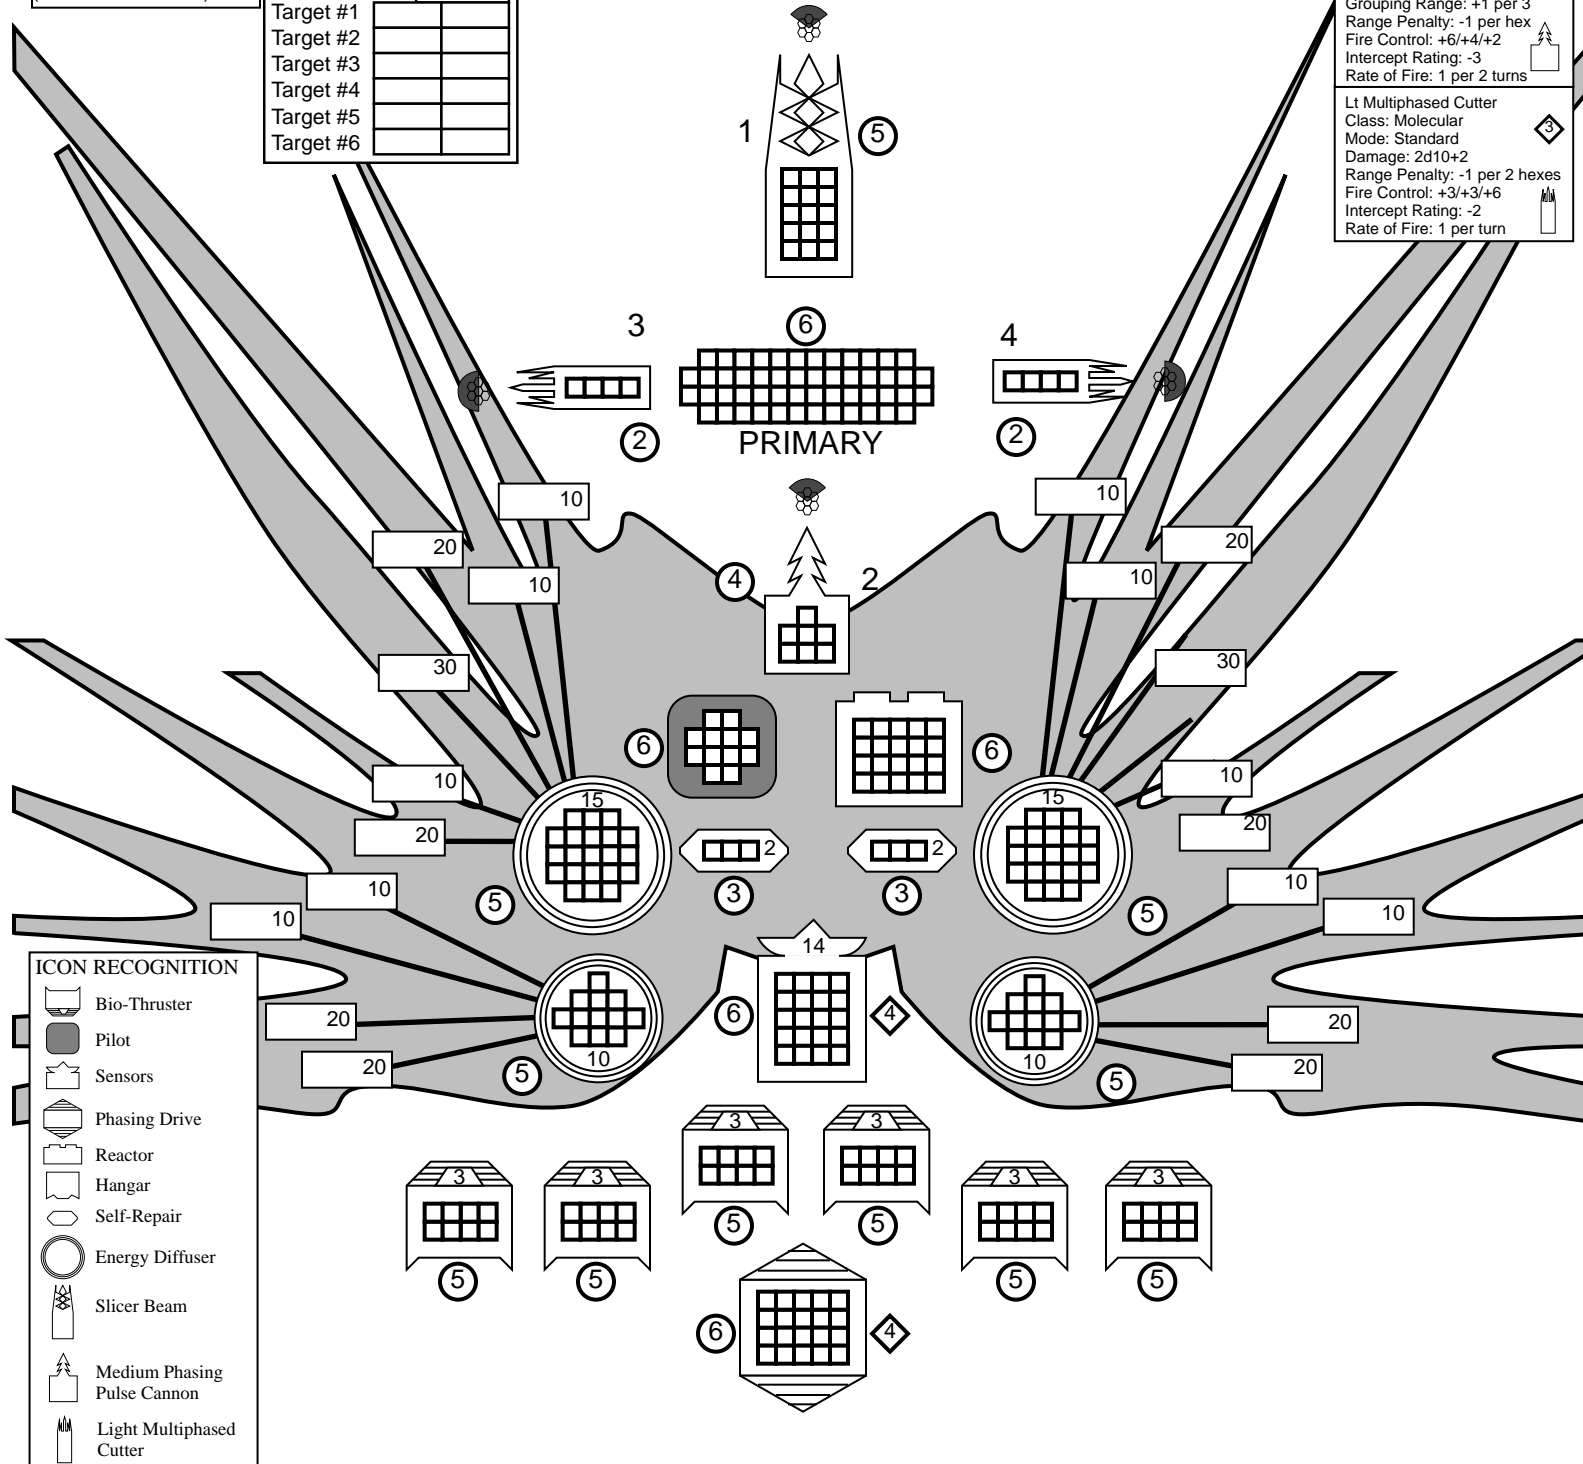 Target #1
Target #2
Target #3
Target #4
Target #5
Target #6
Grouping Range: +1 per 3
Range Penalty: -1 per hex
Fire Control: +6/+4/+2
Intercept Rating: -3
Rate of Fire: 1 per 2 turns
Lt Multiphased Cutter
Class: Molecular
3
Mode: Standard
Damage: 2d10+2
Range Penalty: -1 per 2 hexes
Fire Control: +3/+3/+6
Intercept Rating: -2
Rate of Fire: 1 per turn
1
5
3
6
4
2
PRIMARY
2
10
10
20
20
10
4
2
10
30
30
6
6
10
10
15
15
20
2
2
20
10
3
3
10
5
5
10
10
14
20
6
4
20
20
10
10
20
5
5
3
3
3
3
3
3
5
5
5
5
5
5
6
4
ICON RECOGNITION
Bio-Thruster
Pilot
Sensors
Phasing Drive
Reactor
Hangar
Self-Repair
Energy Diffuser
Slicer Beam
Medium Phasing
Pulse Cannon
Light Multiphased
Cutter